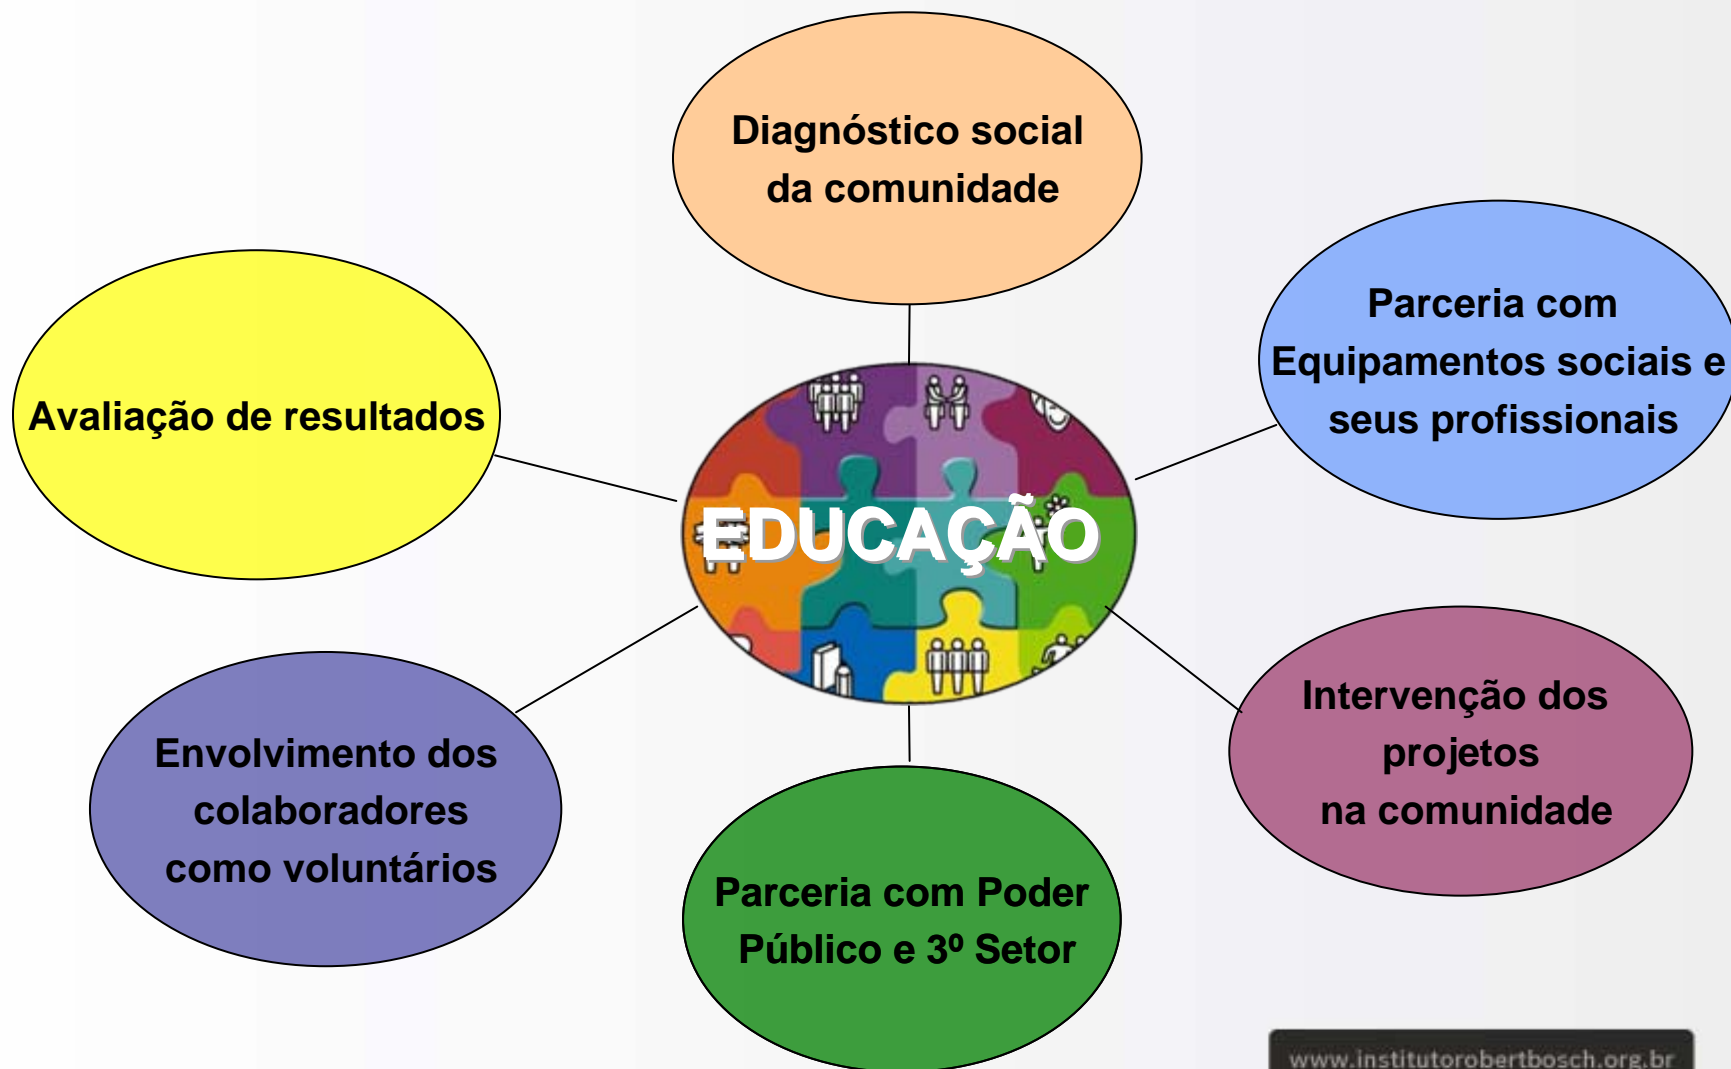 Diagnóstico social
da comunidade
Parceria com
Equipamentos sociais e
seus profissionais
Avaliação de resultados
EDUCAÇÃO
Intervenção dos
projetos
na comunidade
Envolvimento dos
colaboradores
como voluntários
Parceria com Poder
Público e 3º Setor
www.institutorobertbosch.org.br